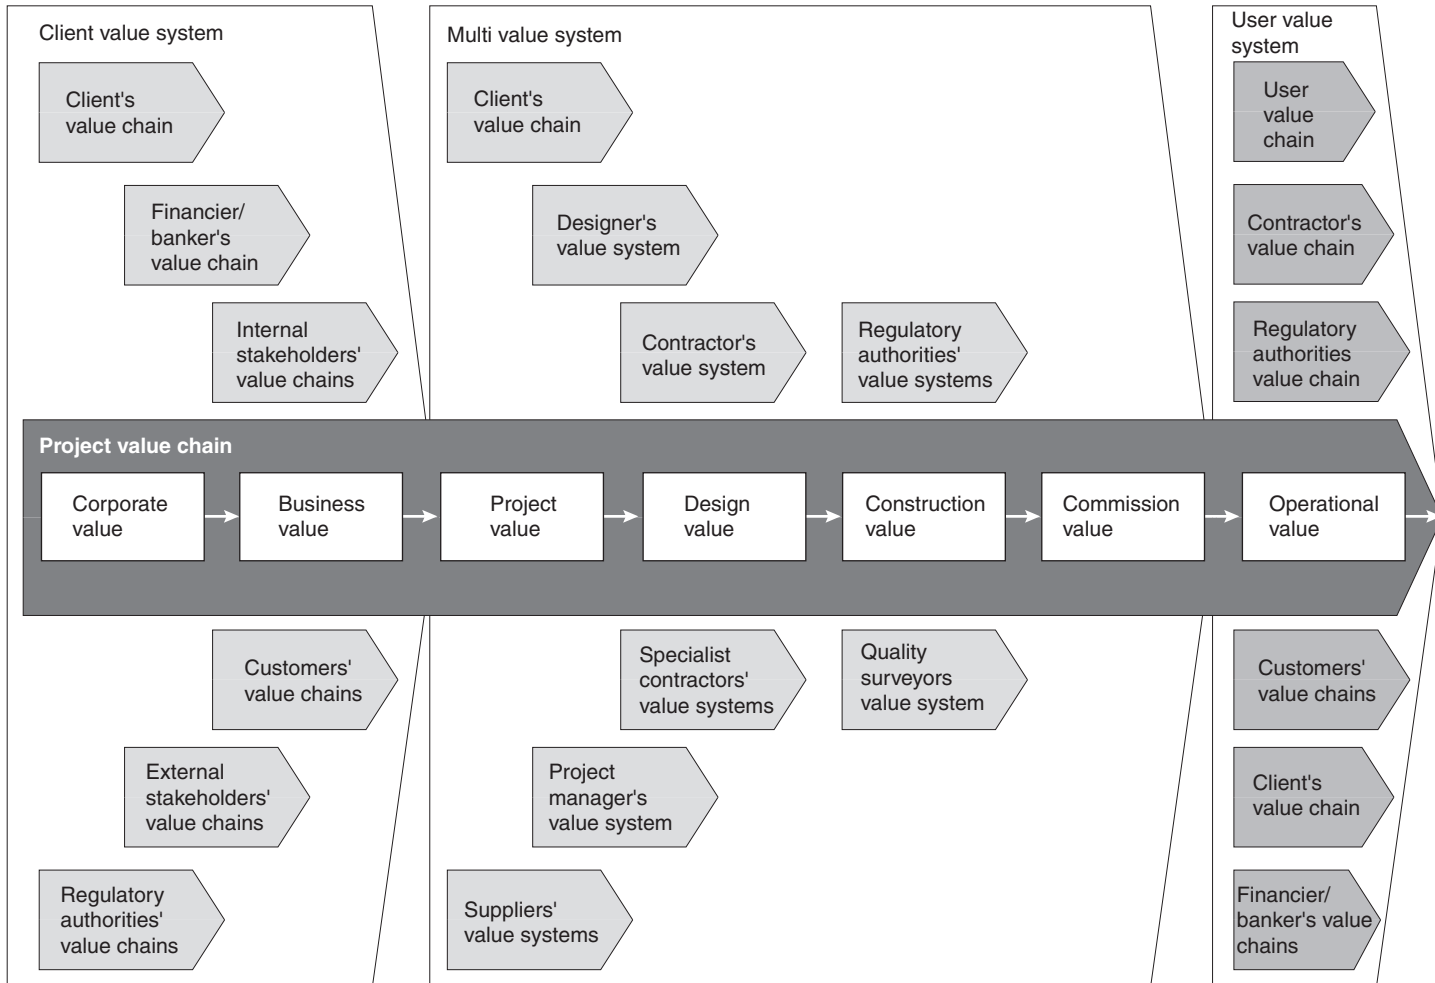 Client value system
Client's
value chain
Financier/
banker's
value chain
Internal
stakeholders'
value chains
Multi value system
Client's
value chain
Designer's
value system
Contractor's
value system
Regulatory
authorities'
value systems
User value
system
User
value
chain
Contractor's
value chain
Regulatory
authorities
value chain
Project value chain
Corporate
value
Business
value
Project
value
Design
value
Construction
value
Commission
value
Operational
value
Customers'
value chains
External
stakeholders'
value chains
Regulatory
authorities'
value chains
Specialist
contractors'
value systems
Quality
surveyors
value system
Project
manager's
value system
Suppliers'
value systems
Customers'
value chains
Client's
value chain
Financier/
banker's value
chains